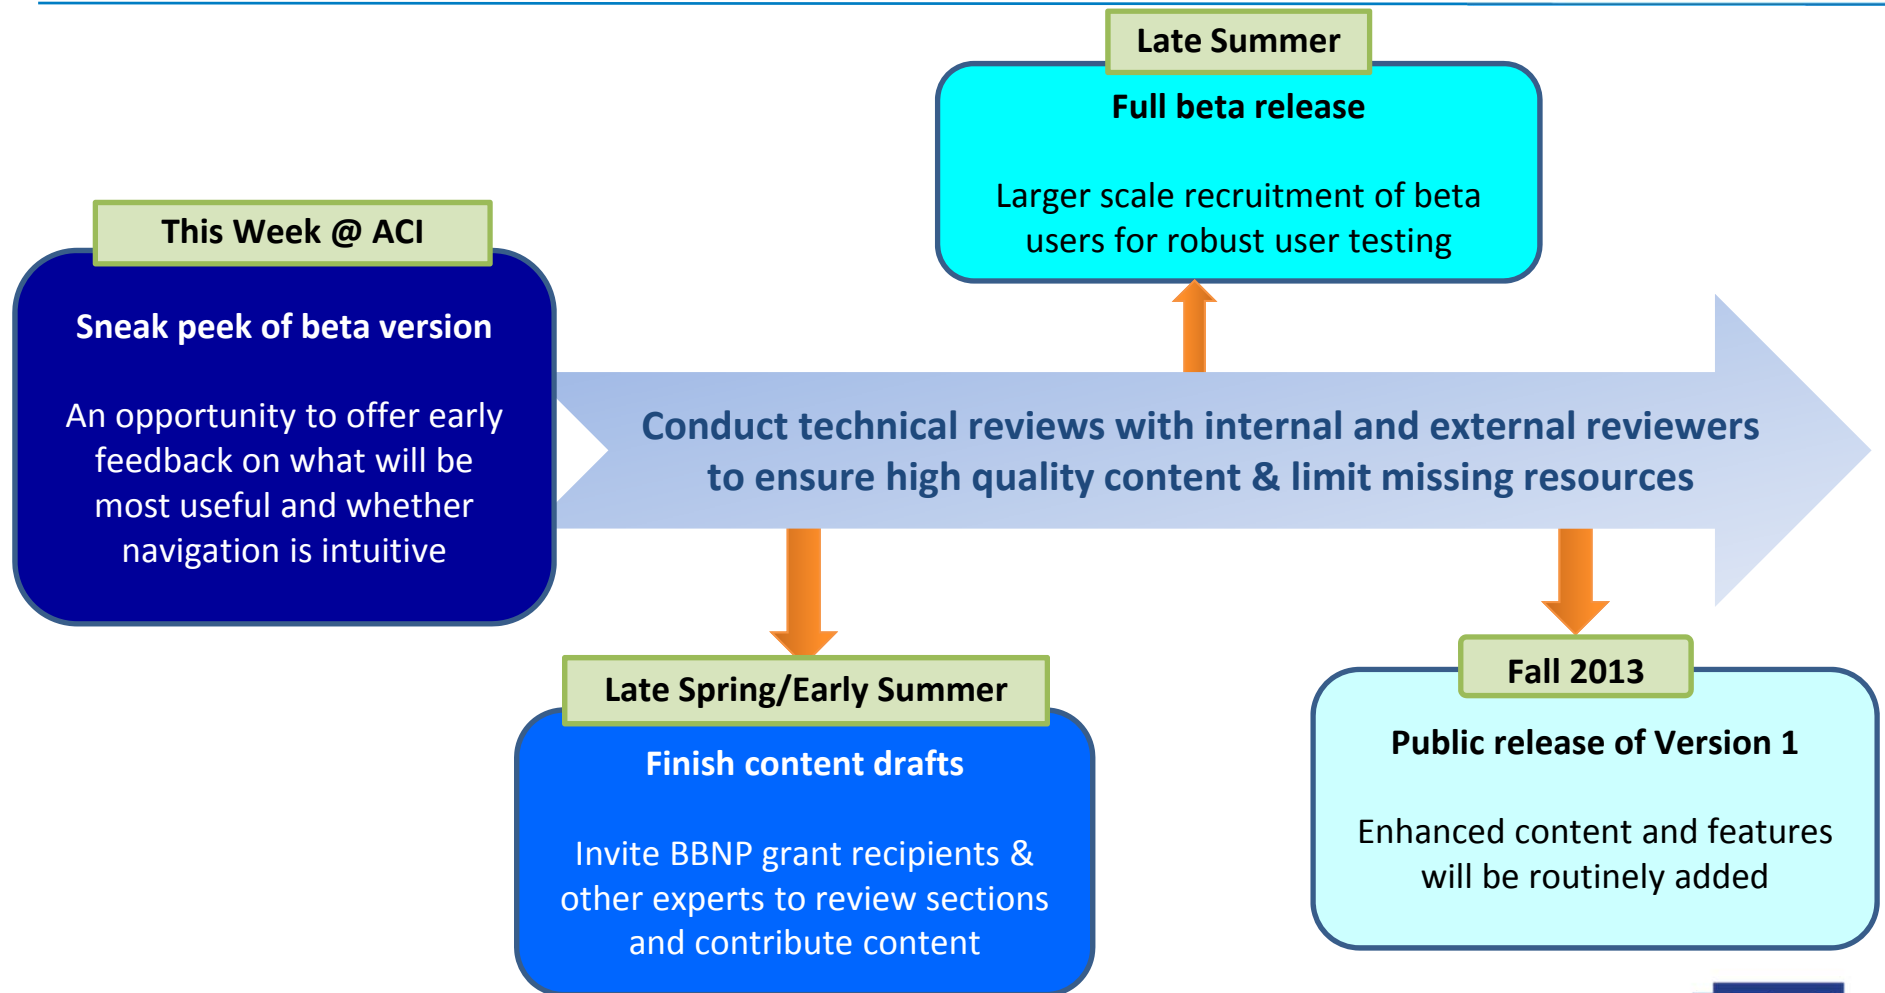 This Week @ ACI
Sneak peek of beta version
An opportunity to offer early
feedback on what will be
most useful and whether
navigation is intuitive
Late Summer
Full beta release
Larger scale recruitment of beta
users for robust user testing
Conduct technical reviews with internal and external reviewers
to ensure high quality content & limit missing resources
Late Spring/Early Summer
Finish content drafts
Invite BBNP grant recipients &
other experts to review sections
and contribute content
Fall 2013
Public release of Version 1
Enhanced content and features
will be routinely added